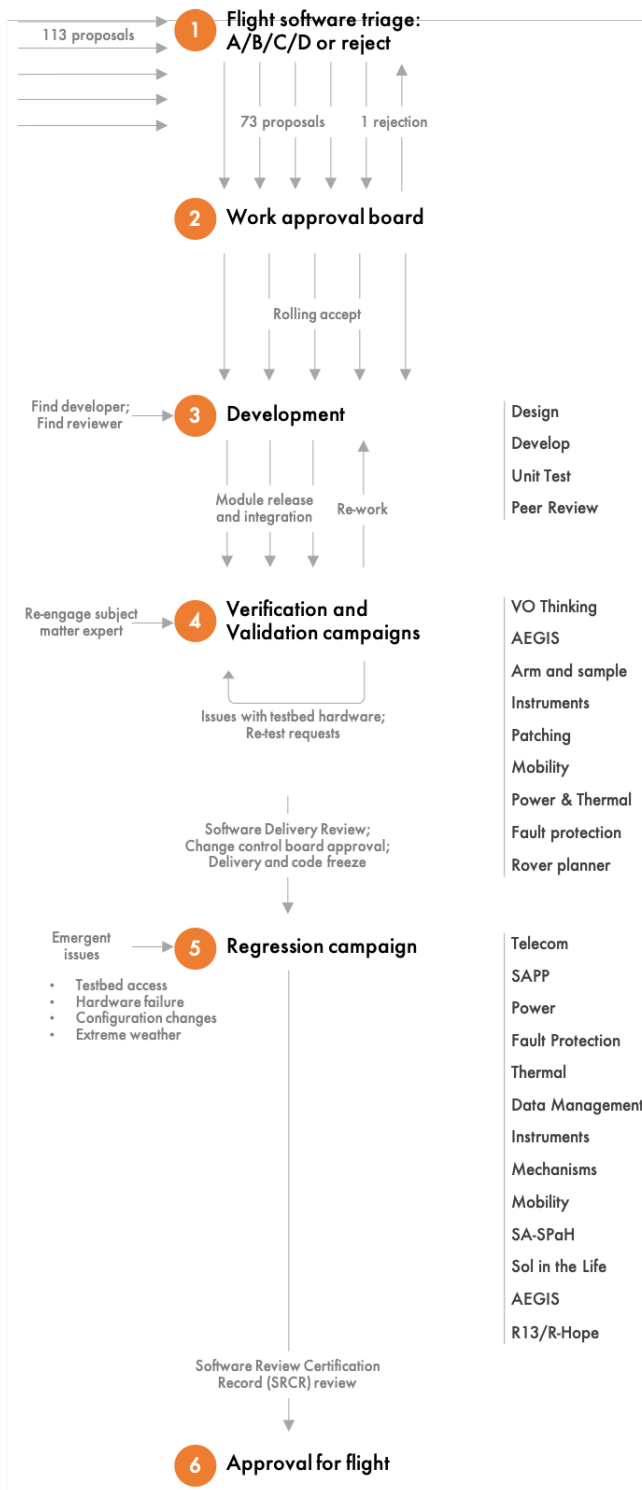 113 proposals
1
Flight software triage:
A/B/C/D or reject
73 proposals
1 rejection
2
Work approval board
Rolling accept
Find developer;
Find reviewer
3
Development
Design
Develop
Unit Test
Peer Review
Module release
and integration
Re-work
Re-engage subject
matter expert
4
Verification and
Validation campaigns
VO Thinking
AEGIS
Arm and sample
Instruments
Patching
Mobility
Power & Thermal
Fault protection
Rover planner
Issues with testbed hardware;
Re-test requests
Software Delivery Review;
Change control board approval;
Delivery and code freeze
Emergent
issues
• Testbed access
• Hardware failure
• Configuration changes
• Extreme weather
5
Regression campaign
Telecom
SAPP
Power
Fault Protection
Thermal
Data Management
Instruments
Mechanisms
Mobility
SA-SPaH
Sol in the Life
AEGIS
R13/R-Hope
Software Review Certification
Record (SRCR) review
6
Approval for flight